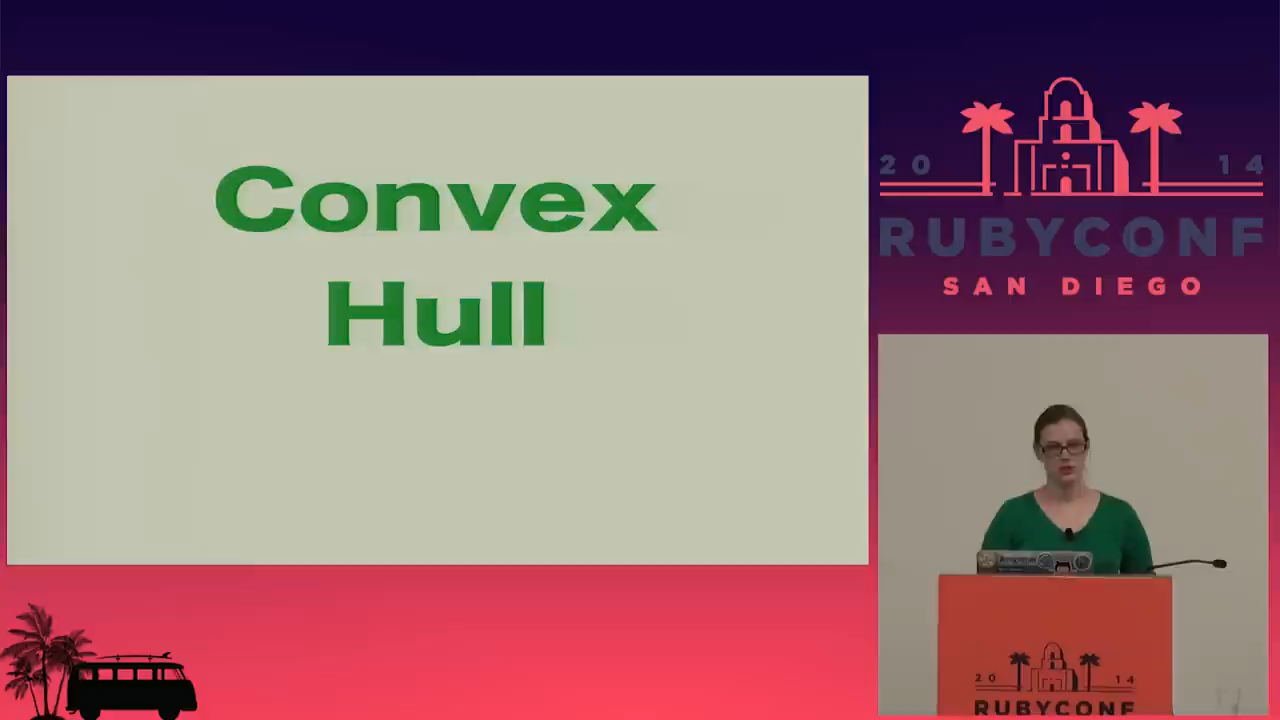 Convex
Hull
20 14
RUBYCONF
SAN DIEGO
20 14
RUBYCONF